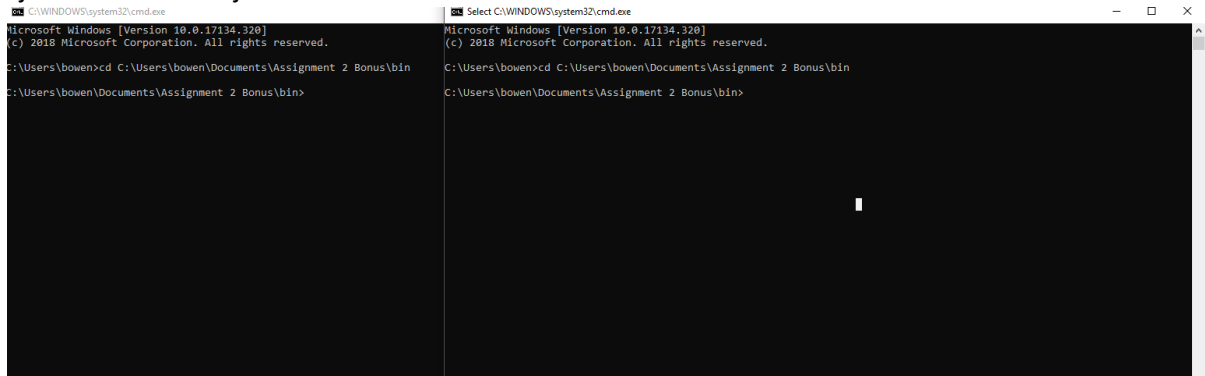 C:\WINDOWS\system32\cmd.exe
Microsoft Windows [Version 10.0.17134.320]
(c) 2018 Microsoft Corporation. All rights reserved.
C:\Users\bowen>cd C:\Users\bowen\Documents\Assignment 2 Bonus\bin
C:\Users\bowen\Documents\Assignment 2 Bonus\bin>
Select C:\WINDOWS\system32\cmd.exe
Microsoft Windows [Version 10.0.17134.320]
(c) 2018 Microsoft Corporation. All rights reserved.
C:\Users\bowen>cd C:\Users\bowen\Documents\Assignment 2 Bonus\bin
C:\Users\bowen\Documents\Assignment 2 Bonus\bin>